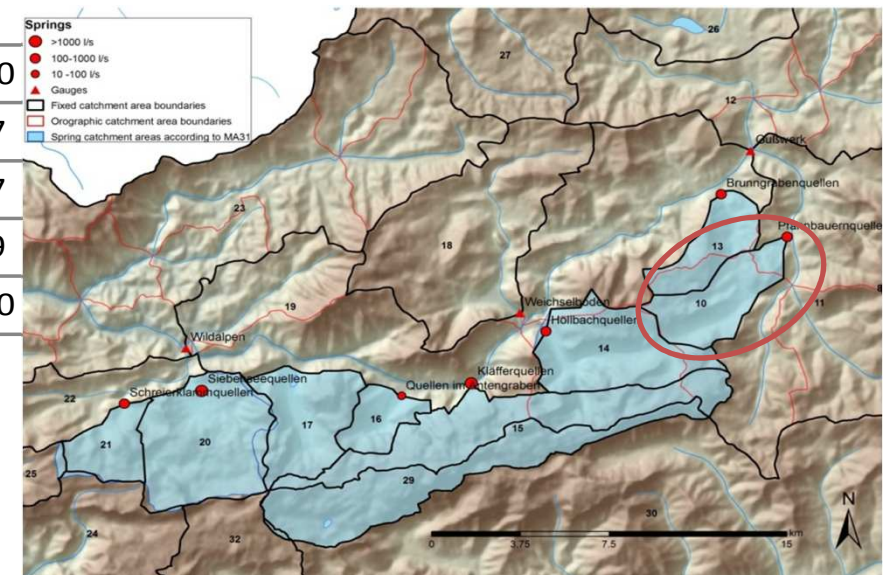 0
7
7
9
0
Springs
>1000 l/s
100-1000 l/s
10 -100 l/s
Gauges
Fixed catchment area boundaries
Orographic catchment area boundaries
Spring catchment areas according to MA31
26
27
12
Gußwerk
Brunngrabenquellen
23
Pfannbauernquelle
18
13
8
19
10
11
Weichselboden
Höllbachquellen
Wildalpen
14
Kläfferquellen
Siebenseequellen
22
Schreierklammquellen
16
17
15
21
20
25
29
N
30
24
32
km
0
3.75
7.5
15